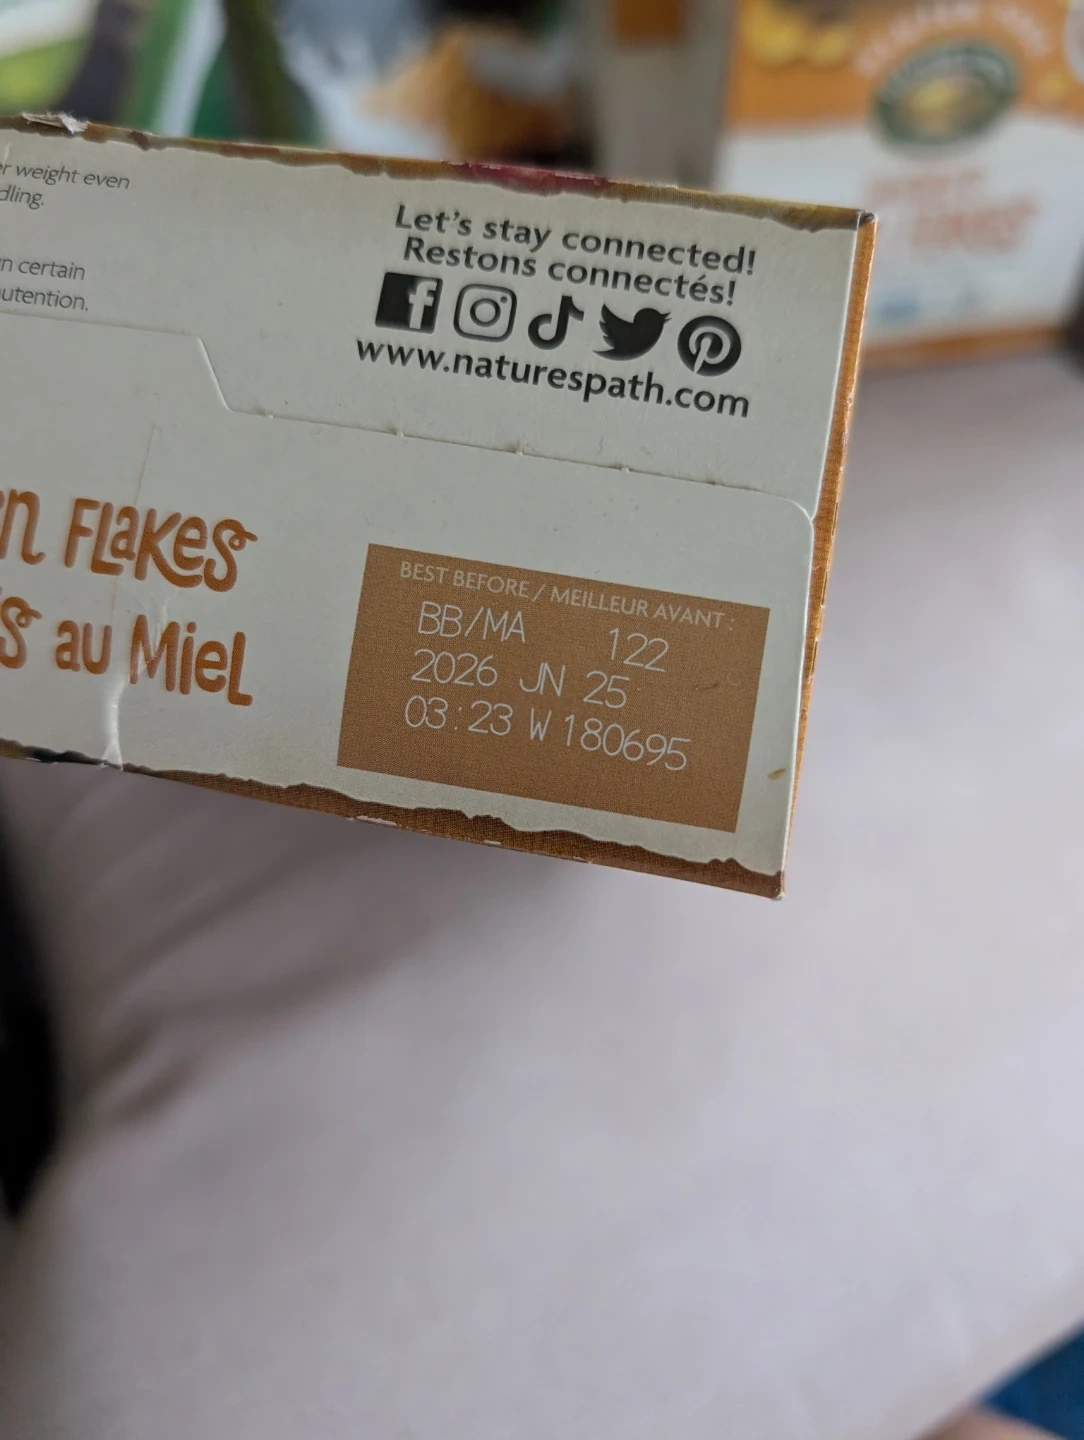 er weight even
dling.
n certain
utention.
Let's stay connected!
Restons connectés!
www.naturespath.com
n FLaKes
s au MieL
BEST BEFORE / MEILLEUR AVANT :
BB/MA 122
2026 JN 25
03:23 W 180695